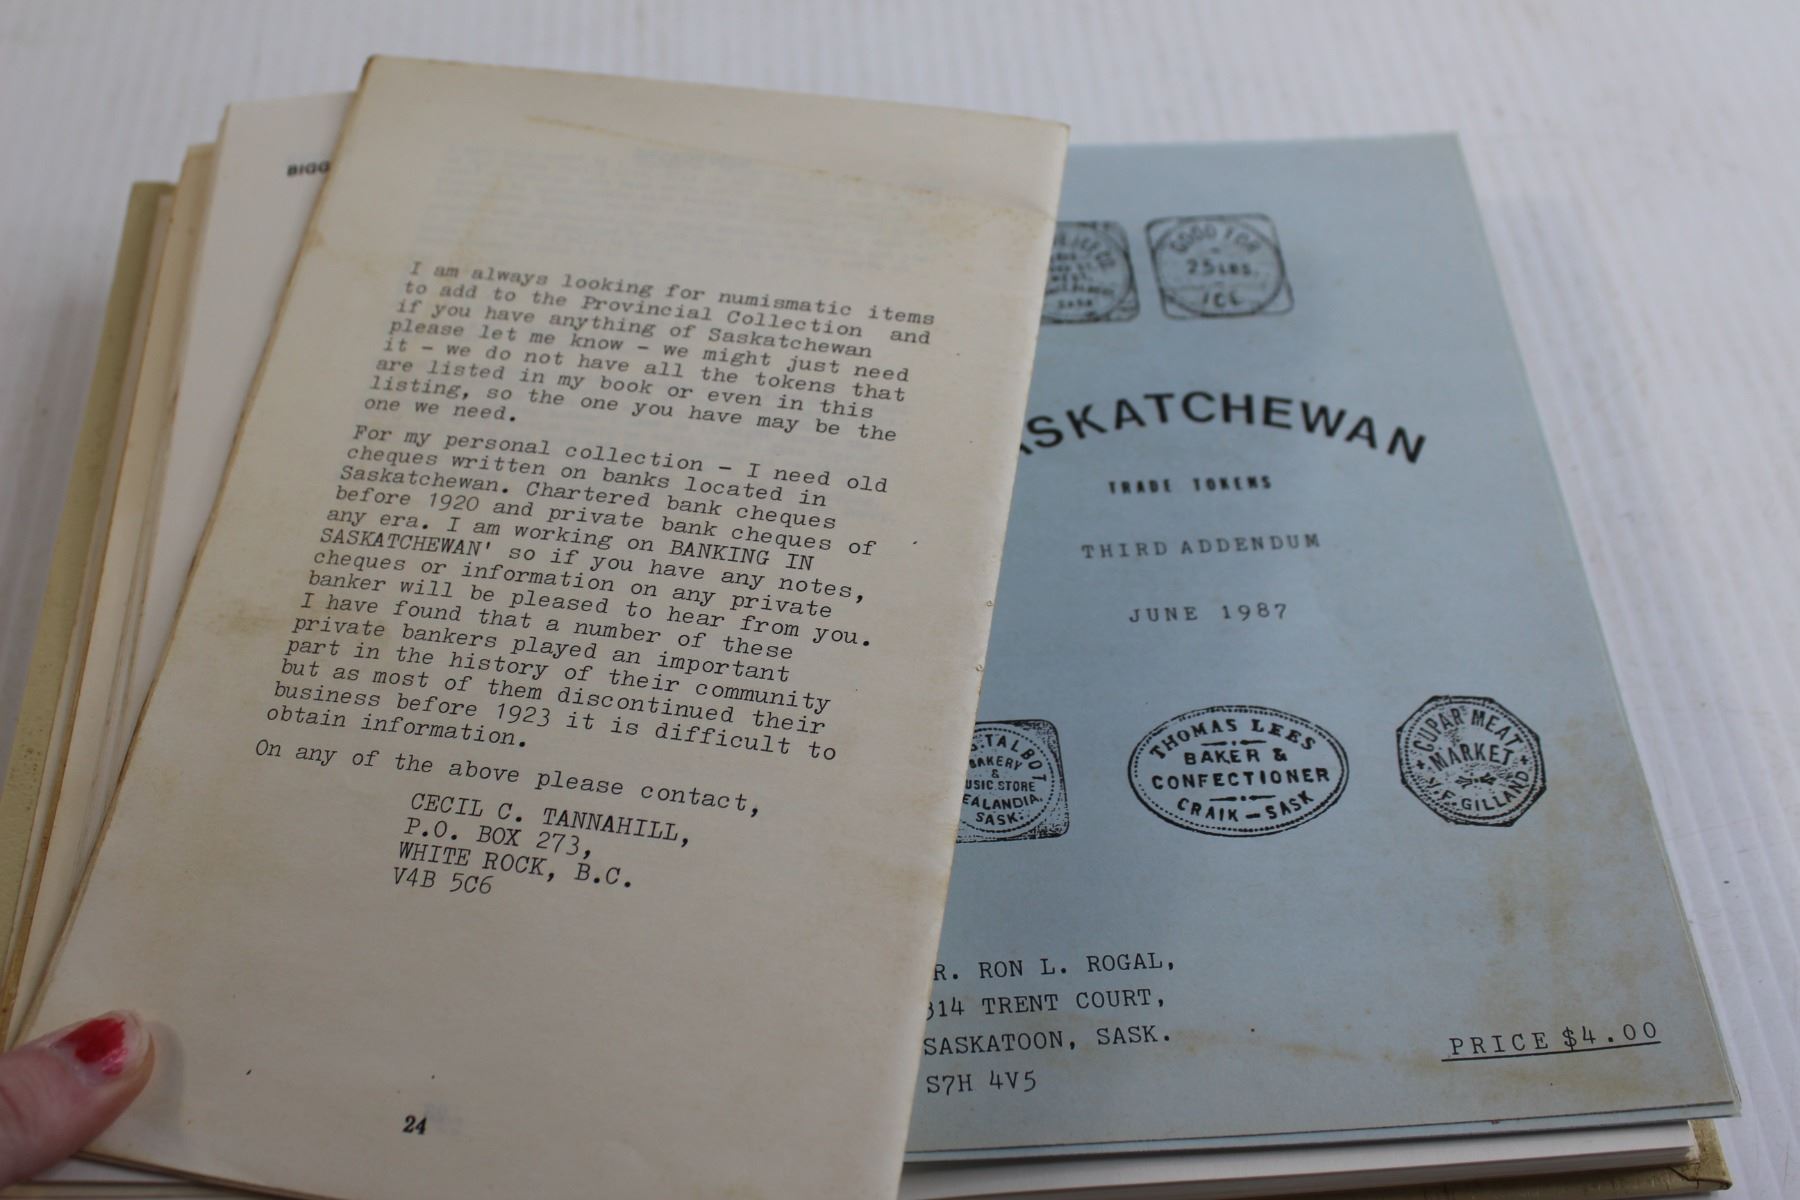 BIGG
I am always looking for numismatic items
to add to the Provincial Collection and
if you have anything of Saskatchewan
please let me know - we might just need
it - we do not have all the tokens that
are listed in my book or even in this
listing, so the one you have may be the
one we need.
For my personal collection - I need old
cheques written on banks located in
Saskatchewan. Chartered bank cheques
before 1920 and private bank cheques of
any era. I am working on BANKING IN
SASKATCHEWAN' so if you have any notes,
cheques or information on any private
banker will be pleased to hear from you.
I have found that a number of these
private bankers played an important
part in the history of their community
but as most of them discontinued their
business before 1923 it is difficult to
obtain information.
On any of the above please contact,
CECIL C. TANNAHILL,
P.O. BOX 273,
WHITE ROCK, B.C.
V4B 5C6
24
SASK
GOOD FOR
25 LBS.
ICE
SKATCHEWAN
TRADE TOKENS
THIRD ADDENDUM
JUNE 1987
TALBOT
BAKERY
&
USIC STORE
EALANDIA,
SASK.
THOMAS LEES
BAKER &
CONFECTIONER
CRAIK - SASK
CUPAR MEAT
MARKET
F. GILLAND
R. RON L. ROGAL,
314 TRENT COURT,
SASKATOON, SASK.
S7H 4V5
PRICE $4.00